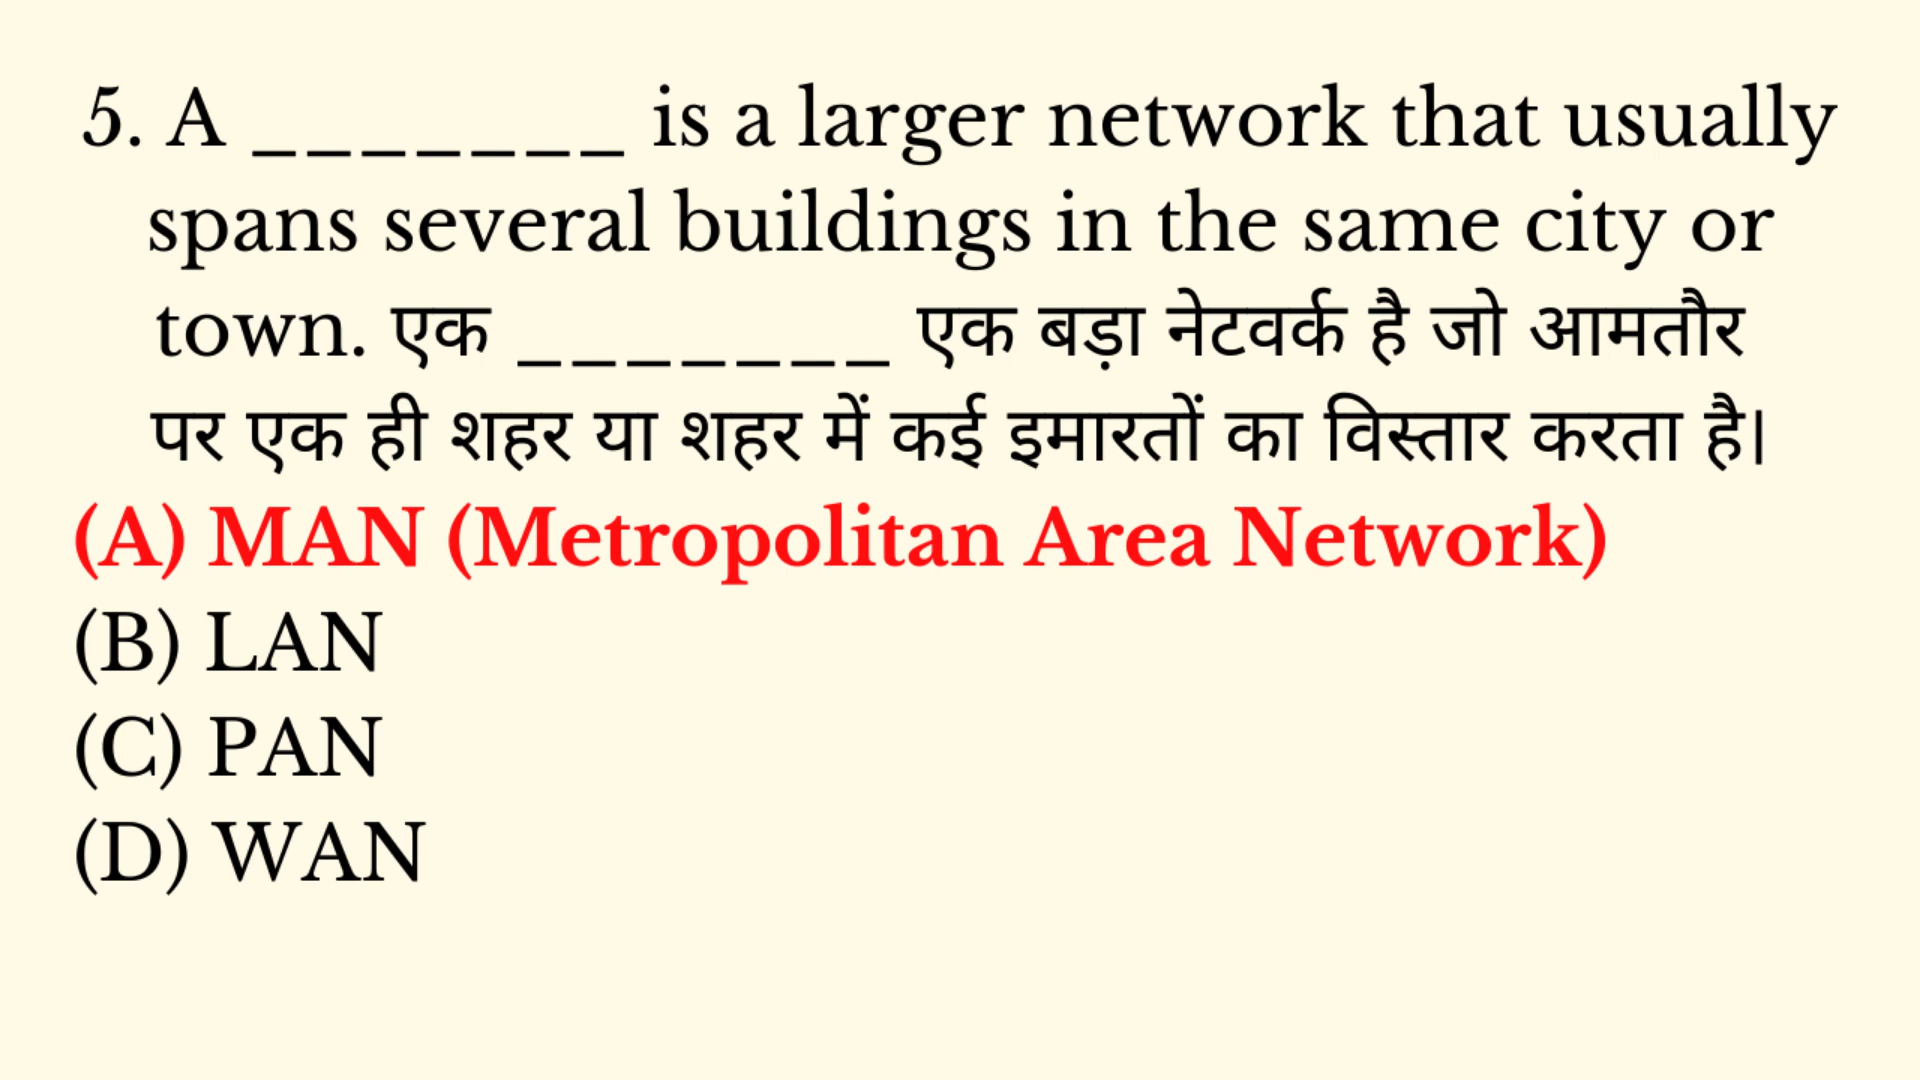 5. A _______ is a larger network that usually
spans several buildings in the same city or
town. एक _______ एक बड़ा नेटवर्क है जो आमतौर
पर एक ही शहर या शहर में कई इमारतों का विस्तार करता है।
(A) MAN (Metropolitan Area Network)
(B) LAN
(C) PAN
(D) WAN